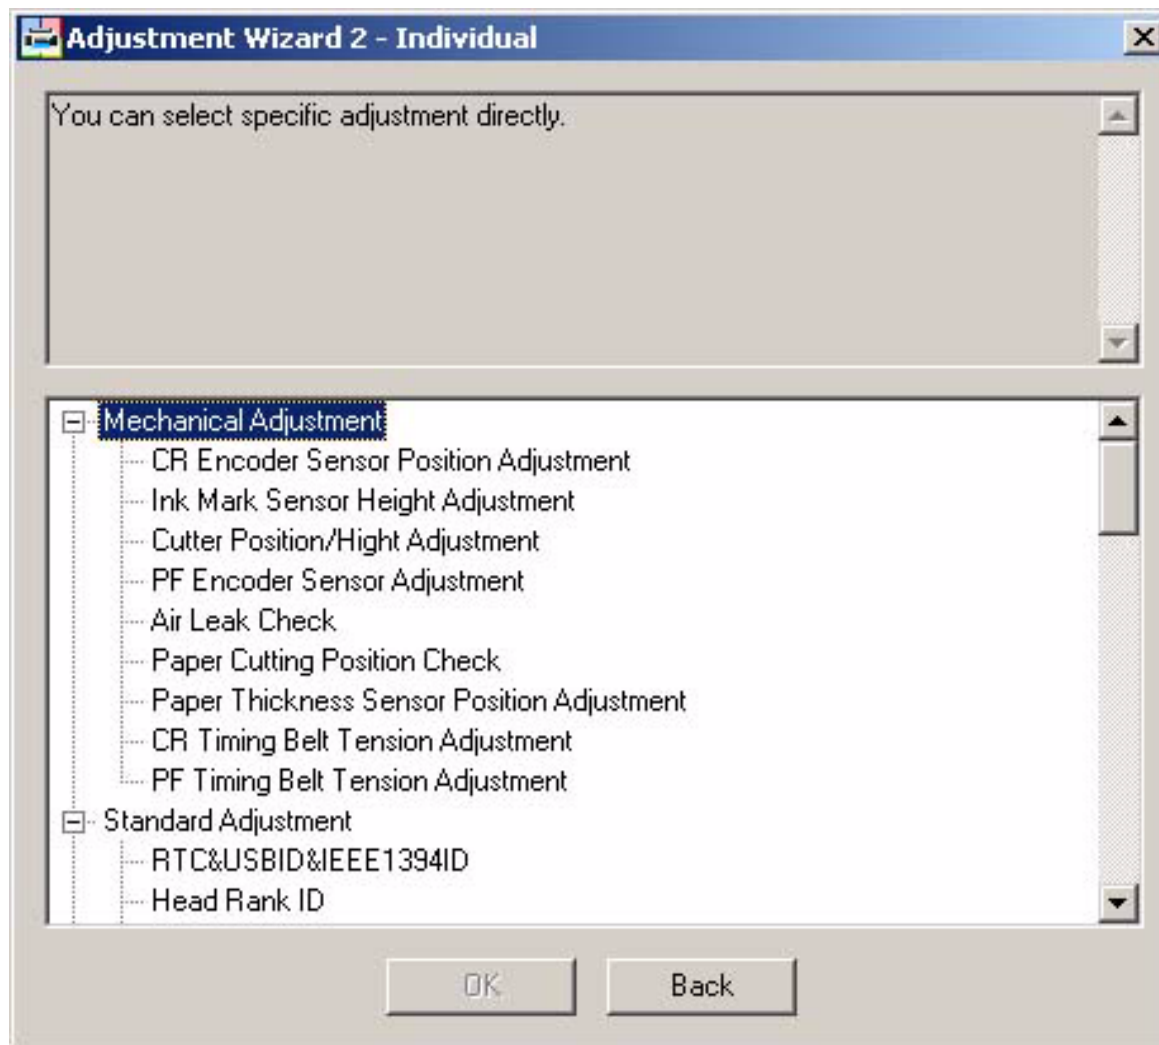 Adjustment Wizard 2 - Individual
You can select specific adjustment directly.
Mechanical Adjustment
CR Encoder Sensor Position Adjustment
Ink Mark Sensor Height Adjustment
Cutter Position/Hight Adjustment
PF Encoder Sensor Adjustment
Air Leak Check
Paper Cutting Position Check
Paper Thickness Sensor Position Adjustment
CR Timing Belt Tension Adjustment
PF Timing Belt Tension Adjustment
Standard Adjustment
RTC&USBID&IEEE1394ID
Head Rank ID
OK Back